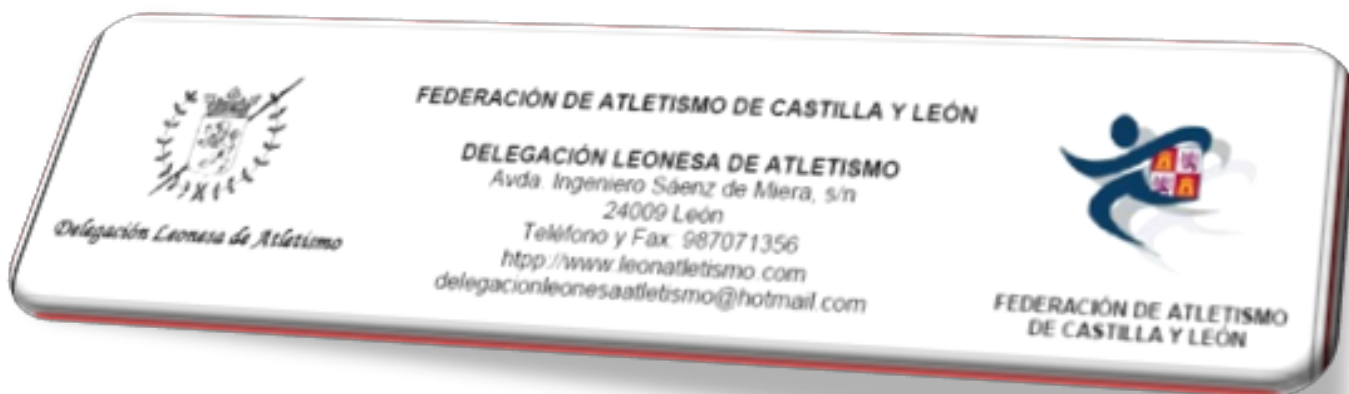 FEDERACIÓN DE ATLETISMO DE CASTILLA Y LEÓN
DELEGACIÓN LEONESA DE ATLETISMO
Avda. Ingeniero Sáenz de Miera, s/n
24009 León
Teléfono y Fax: 987071356
htpp://www.leonatletismo.com
delegacionleonesaatletismo@hotmail.com
Delegación Leonesa de Atletismo
FEDERACIÓN DE ATLETISMO
DE CASTILLA Y LEÓN